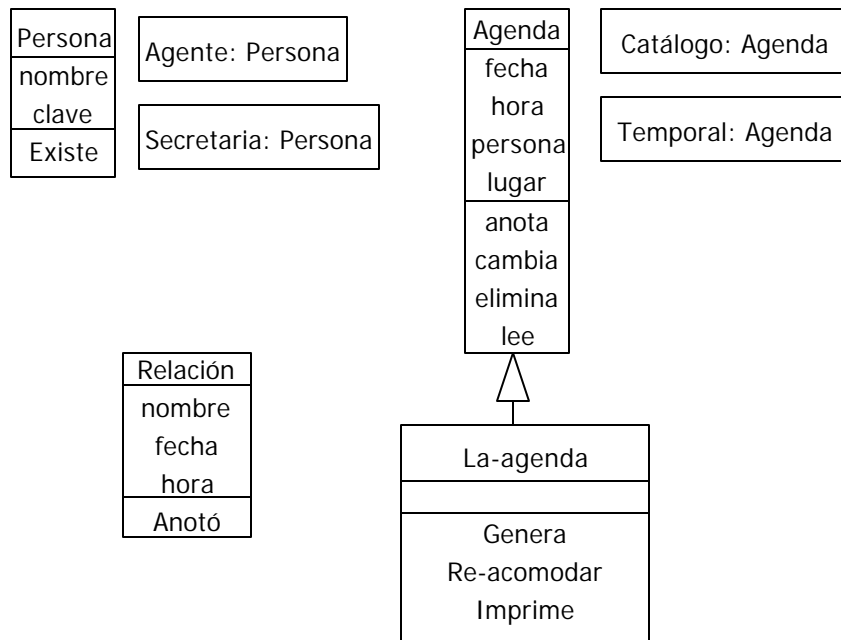 Persona
nombre
clave
Existe
Agente: Persona
Secretaria: Persona
Agenda
fecha
hora
persona
lugar
anota
cambia
elimina
lee
Catálogo: Agenda
Temporal: Agenda
Relación
nombre
fecha
hora
Anotó
La-agenda
Genera
Re-acomodar
Imprime